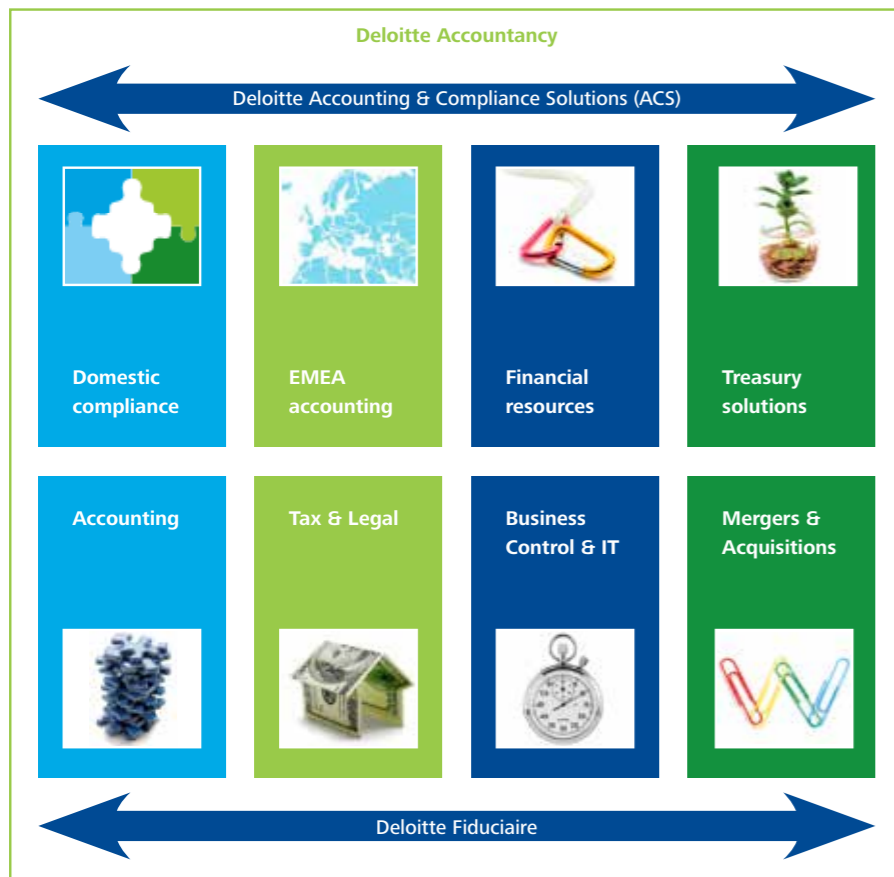 Deloitte Accountancy
Deloitte Accounting & Compliance Solutions (ACS)
Domestic
compliance
EMEA
accounting
Financial
resources
Treasury
solutions
Accounting
Tax & Legal
Business
Control & IT
Mergers &
Acquisitions
Deloitte Fiduciaire